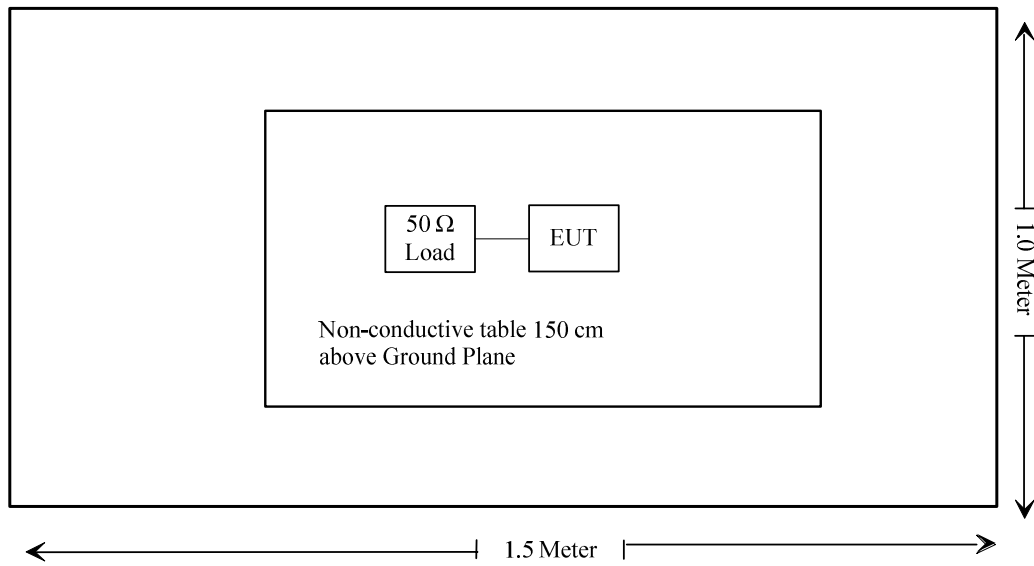 50 Ω
Load
EUT
Non-conductive table 150 cm
above Ground Plane
1.0 Meter
1.5 Meter